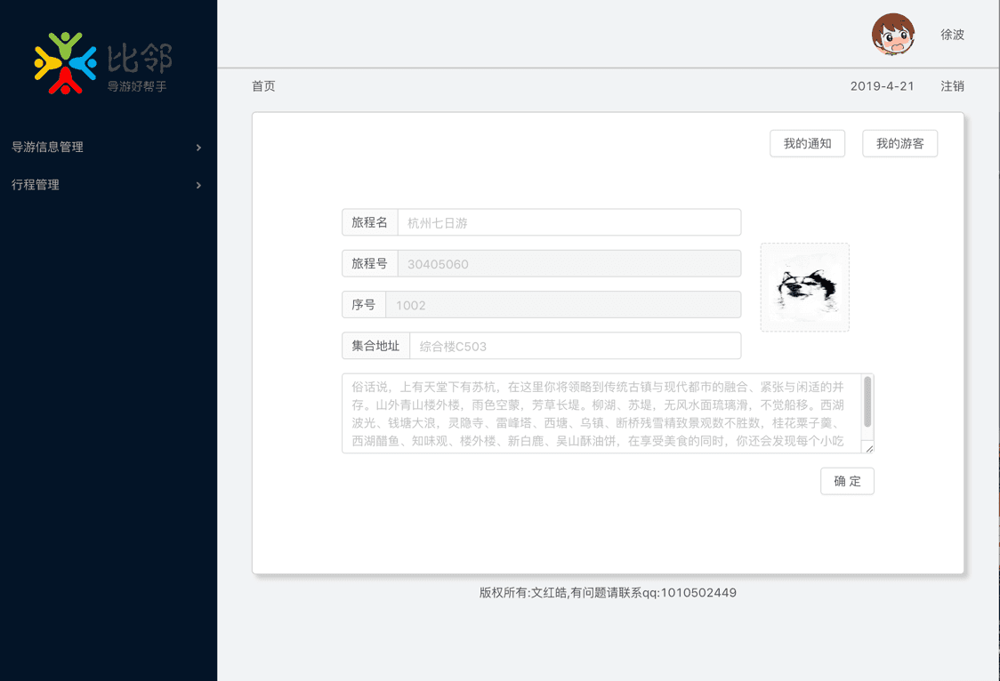 比邻
导游好帮手
徐波
首页
2019-4-21
注销
导游信息管理
行程管理
我的通知
我的游客
旅程名 杭州七日游
旅程号 30405060
序号 1002
集合地址 综合楼C503
俗话说，上有天堂下有苏杭，在这里你将领略到传统古镇与现代都市的融合、紧张与闲适的并
存。山外青山楼外楼，雨色空蒙，芳草长堤。柳湖、苏堤，无风水面琉璃滑，不觉船移。西湖
波光、钱塘大浪，灵隐寺、雷峰塔、西塘、乌镇、断桥残雪精致景观数不胜数，桂花粟子羹、
西湖醋鱼、知味观、楼外楼、新白鹿、吴山酥油饼，在享受美食的同时，你还会发现每个小吃
确 定
版权所有:文红皓,有问题请联系qq:1010502449